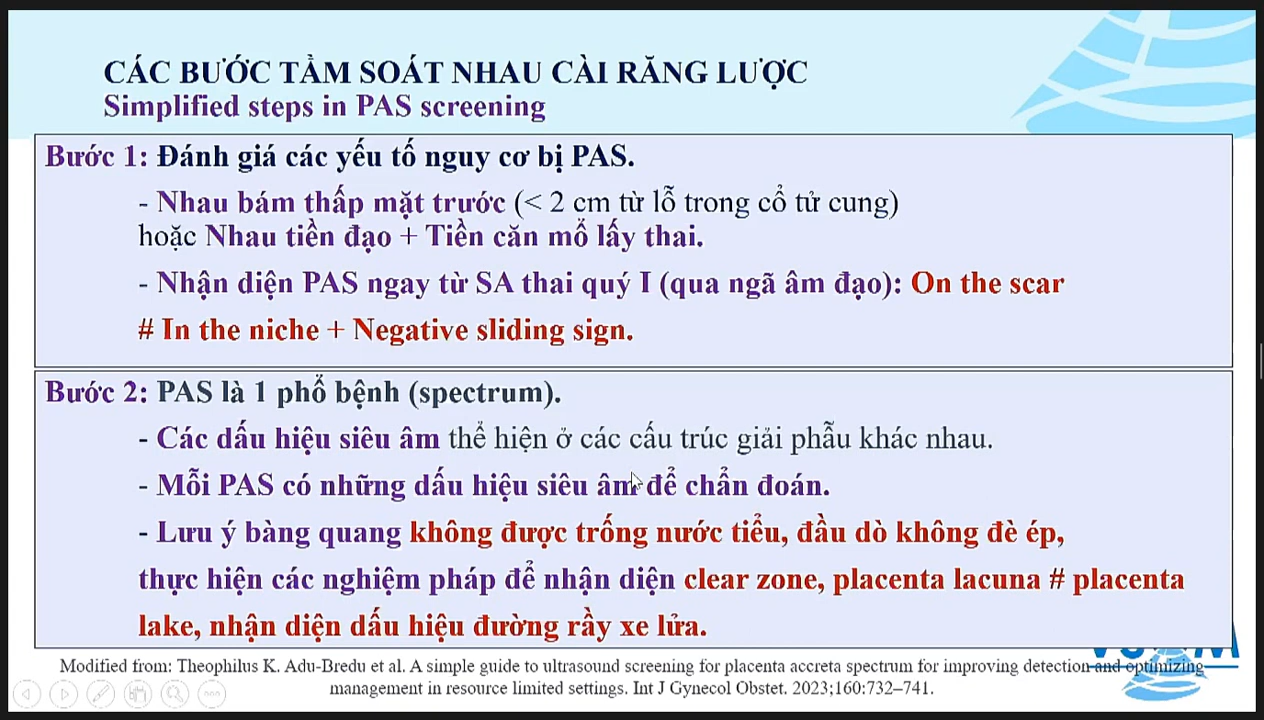 CÁC BƯỚC TẦM SOÁT NHAU CÀI RĂNG LƯỢC
Simplified steps in PAS screening
Bước 1: Đánh giá các yếu tố nguy cơ bị PAS.
- Nhau bám thấp mặt trước (< 2 cm từ lỗ trong cổ tử cung)
hoặc Nhau tiền đạo + Tiền căn mổ lấy thai.
- Nhận diện PAS ngay từ SA thai quý I (qua ngã âm đạo): On the scar
# In the niche + Negative sliding sign.
Bước 2: PAS là 1 phổ bệnh (spectrum).
- Các dấu hiệu siêu âm thể hiện ở các cấu trúc giải phẫu khác nhau.
- Mỗi PAS có những dấu hiệu siêu âm để chẩn đoán.
- Lưu ý bàng quang không được trống nước tiểu, đầu dò không đè ép,
thực hiện các nghiệm pháp để nhận diện clear zone, placenta lacuna # placenta
lake, nhận diện dấu hiệu đường rầy xe lửa.
Modified from: Theophilus K. Adu-Bredu et al. A simple guide to ultrasound screening for placenta accreta spectrum for improving detection and optimizing
management in resource limited settings. Int J Gynecol Obstet. 2023;160:732–741.